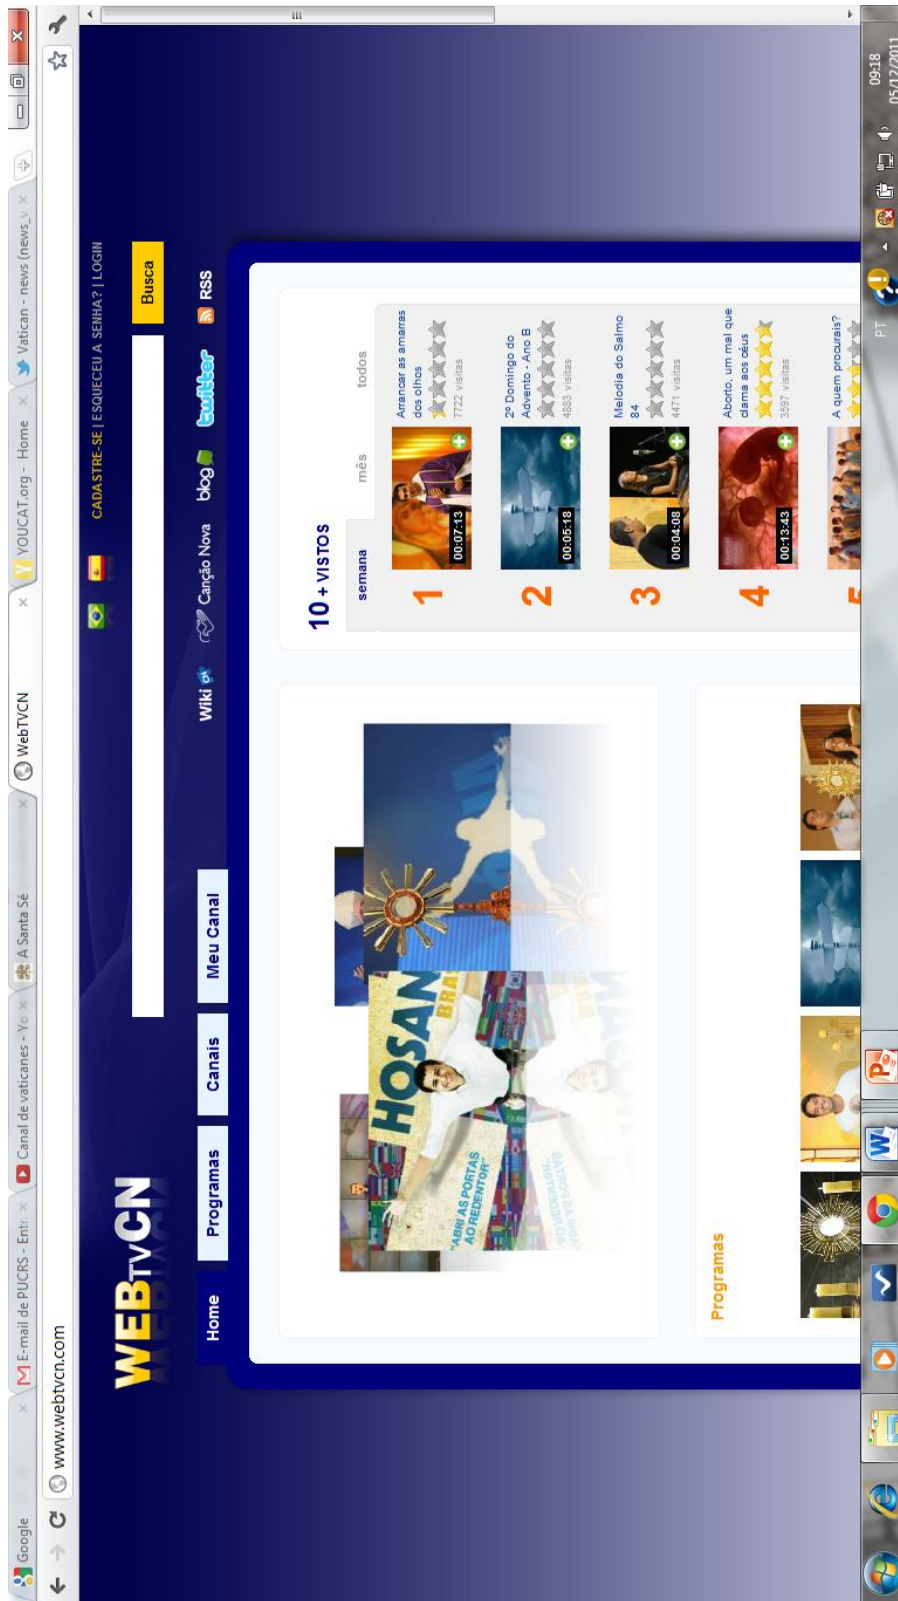 Google
E-mail de PUCRS - Entr
Canal de vaticanes - Yo
A Santa Sé
WebTVCN
YOUCAT.org - Home
Vatican - news (news_v
www.webtvcn.com
CADASTRE-SE | ESQUECEU A SENHA? | LOGIN
WEBTVCN
Busca
Home
Programas
Canais
Meu Canal
Wiki
Canção Nova
blog
twitter
RSS
HOSAN
BRA
"ABRI AS PORTAS
AO REDENTOR"
10 + VISTOS
semana
mês
todos
1
00:07:13
Arrancar as amarras
dos olhos
7722 visitas
2
00:05:18
2º Domingo do
Advento - Ano B
4883 visitas
3
00:04:08
Melodia do Salmo
84
4471 visitas
4
00:13:43
Aborto, um mal que
clama aos céus
3597 visitas
5
A quem procurais?
Programas
PT
09:18
05/12/2011